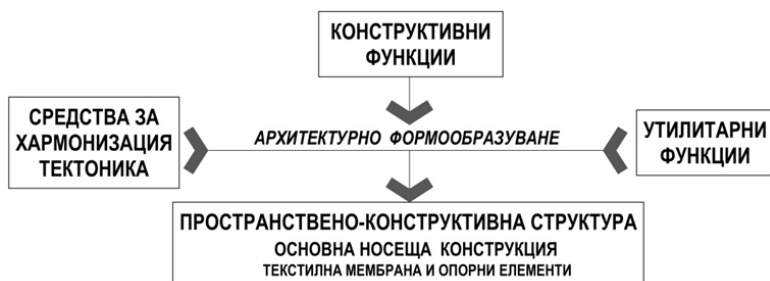 КОНСТРУКТИВНИ
ФУНКЦИИ
СРЕДСТВА ЗА
ХАРМОНИЗАЦИЯ
ТЕКТОНИКА
АРХИТЕКТУРНО ФОРМООБРАЗУВАНЕ
УТИЛИТАРНИ
ФУНКЦИИ
ПРОСТРАНСТВЕНО-КОНСТРУКТИВНА СТРУКТУРА
ОСНОВНА НОСЕЩА КОНСТРУКЦИЯ
ТЕКСТИЛНА МЕМБРАНА И ОПОРНИ ЕЛЕМЕНТИ